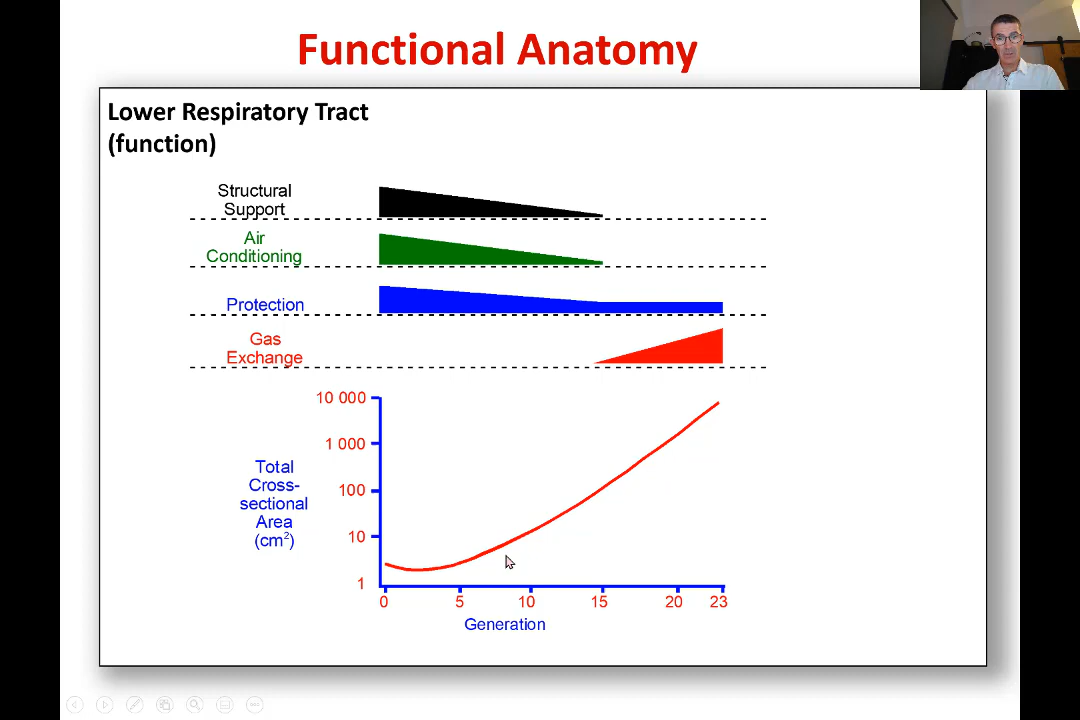 Functional Anatomy
Lower Respiratory Tract
(function)
Structural
Support
Air
Conditioning
Protection
Gas
Exchange
10 000
1 000
100
10
1
Total
Cross-
sectional
Area
(cm²)
0 5 10 15 20 23
Generation